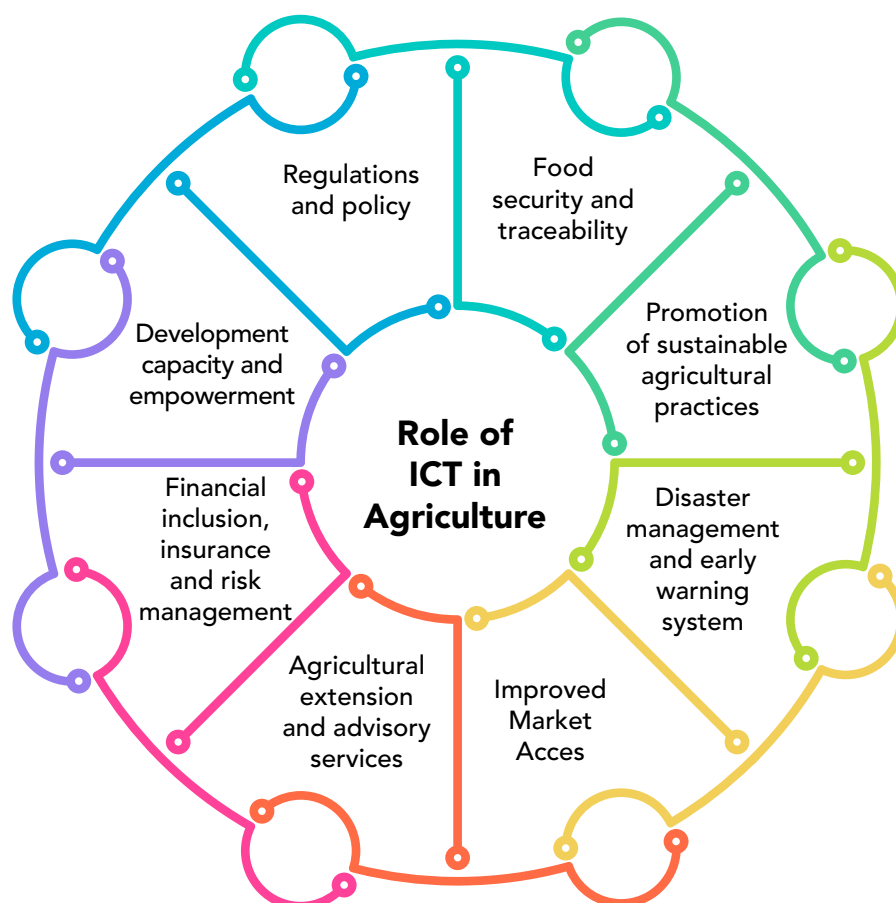 Role of
ICT in
Agriculture
Regulations
and policy
Food
security and
traceability
Promotion
of sustainable
agricultural
practices
Disaster
management
and early
warning
system
Improved
Market
Acces
Agricultural
extension
and advisory
services
Financial
inclusion,
insurance
and risk
management
Development
capacity and
empowerment